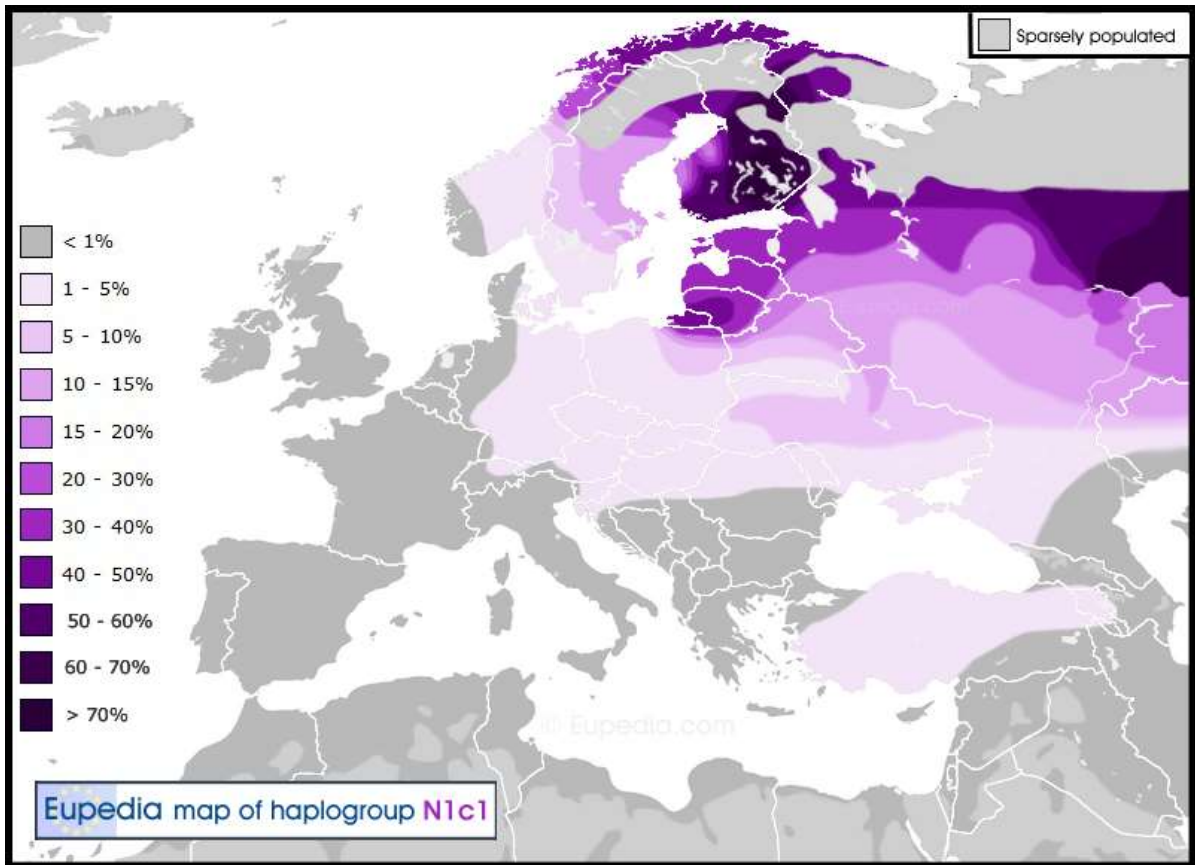 Sparsely populated
< 1%
1 - 5%
5 - 10%
10 - 15%
15 - 20%
20 - 30%
30 - 40%
40 - 50%
50 - 60%
60 - 70%
> 70%
© Eupedia.com
Eupedia map of haplogroup N1c1